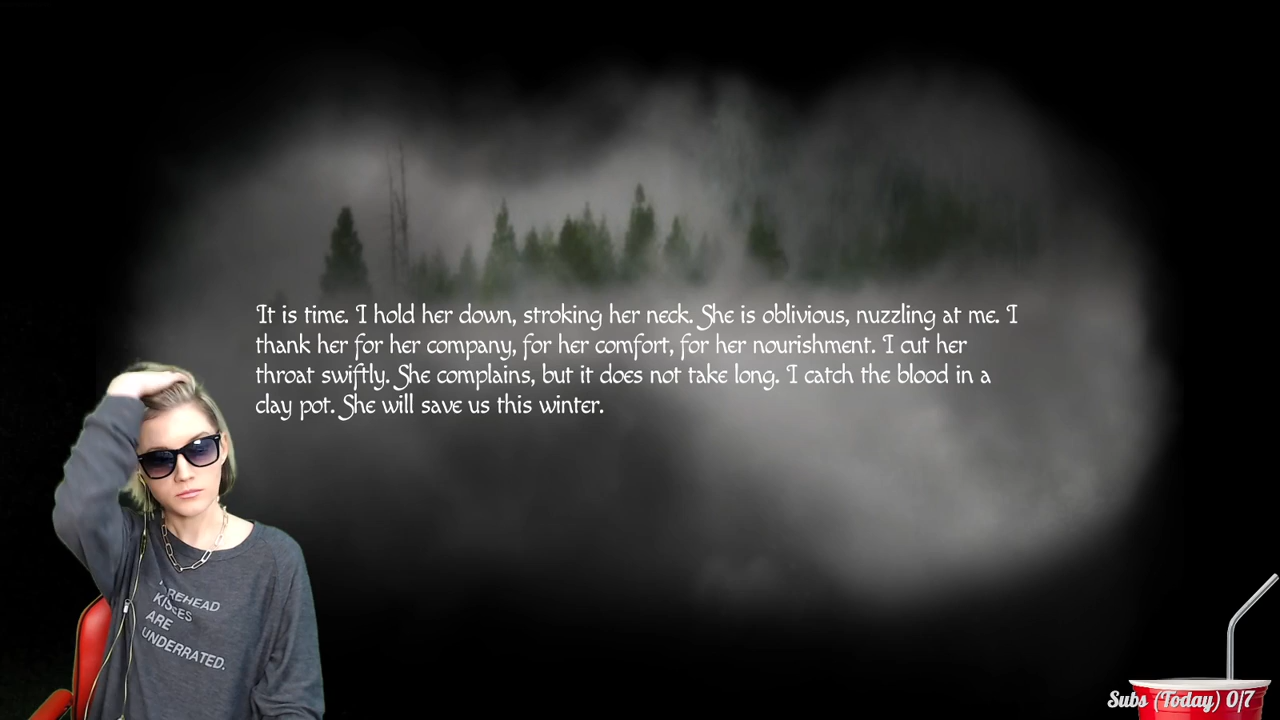 It is time. I hold her down, stroking her neck. She is oblivious, nuzzling at me. I
thank her for her company, for her comfort, for her nourishment. I cut her
throat swiftly. She complains, but it does not take long. I catch the blood in a
clay pot. She will save us this winter.
FOREHEAD
KISSES
ARE
UNDERRATED.
Subs (Today) 0/7